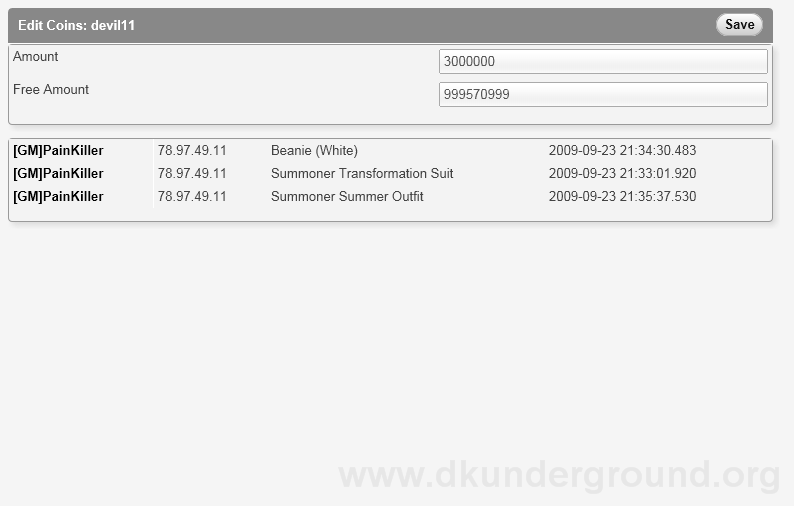 Edit Coins: devil11 Save
Amount 3000000
Free Amount 999570999
[GM]PainKiller 78.97.49.11 Beanie (White) 2009-09-23 21:34:30.483
[GM]PainKiller 78.97.49.11 Summoner Transformation Suit 2009-09-23 21:33:01.920
[GM]PainKiller 78.97.49.11 Summoner Summer Outfit 2009-09-23 21:35:37.530
www.dkunderground.org